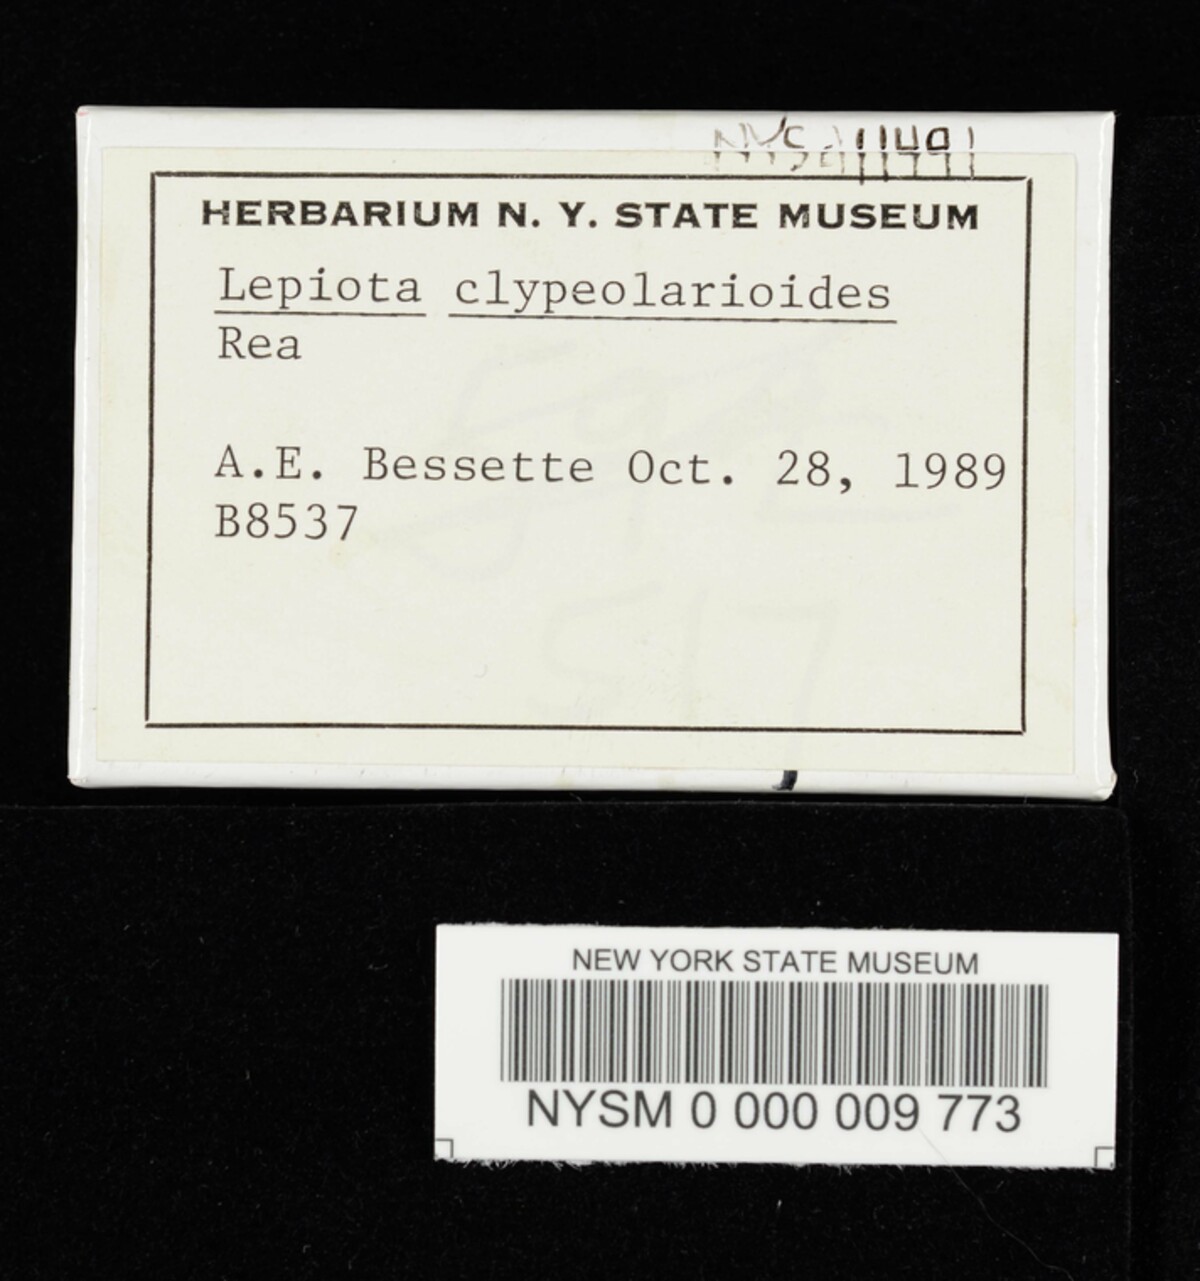 HERBARIUM N. Y. STATE MUSEUM
Lepiota clypeolarioides
Rea
A.E. Bessette Oct. 28, 1989
B8537
NEW YORK STATE MUSEUM
NYSM 0 000 009 773